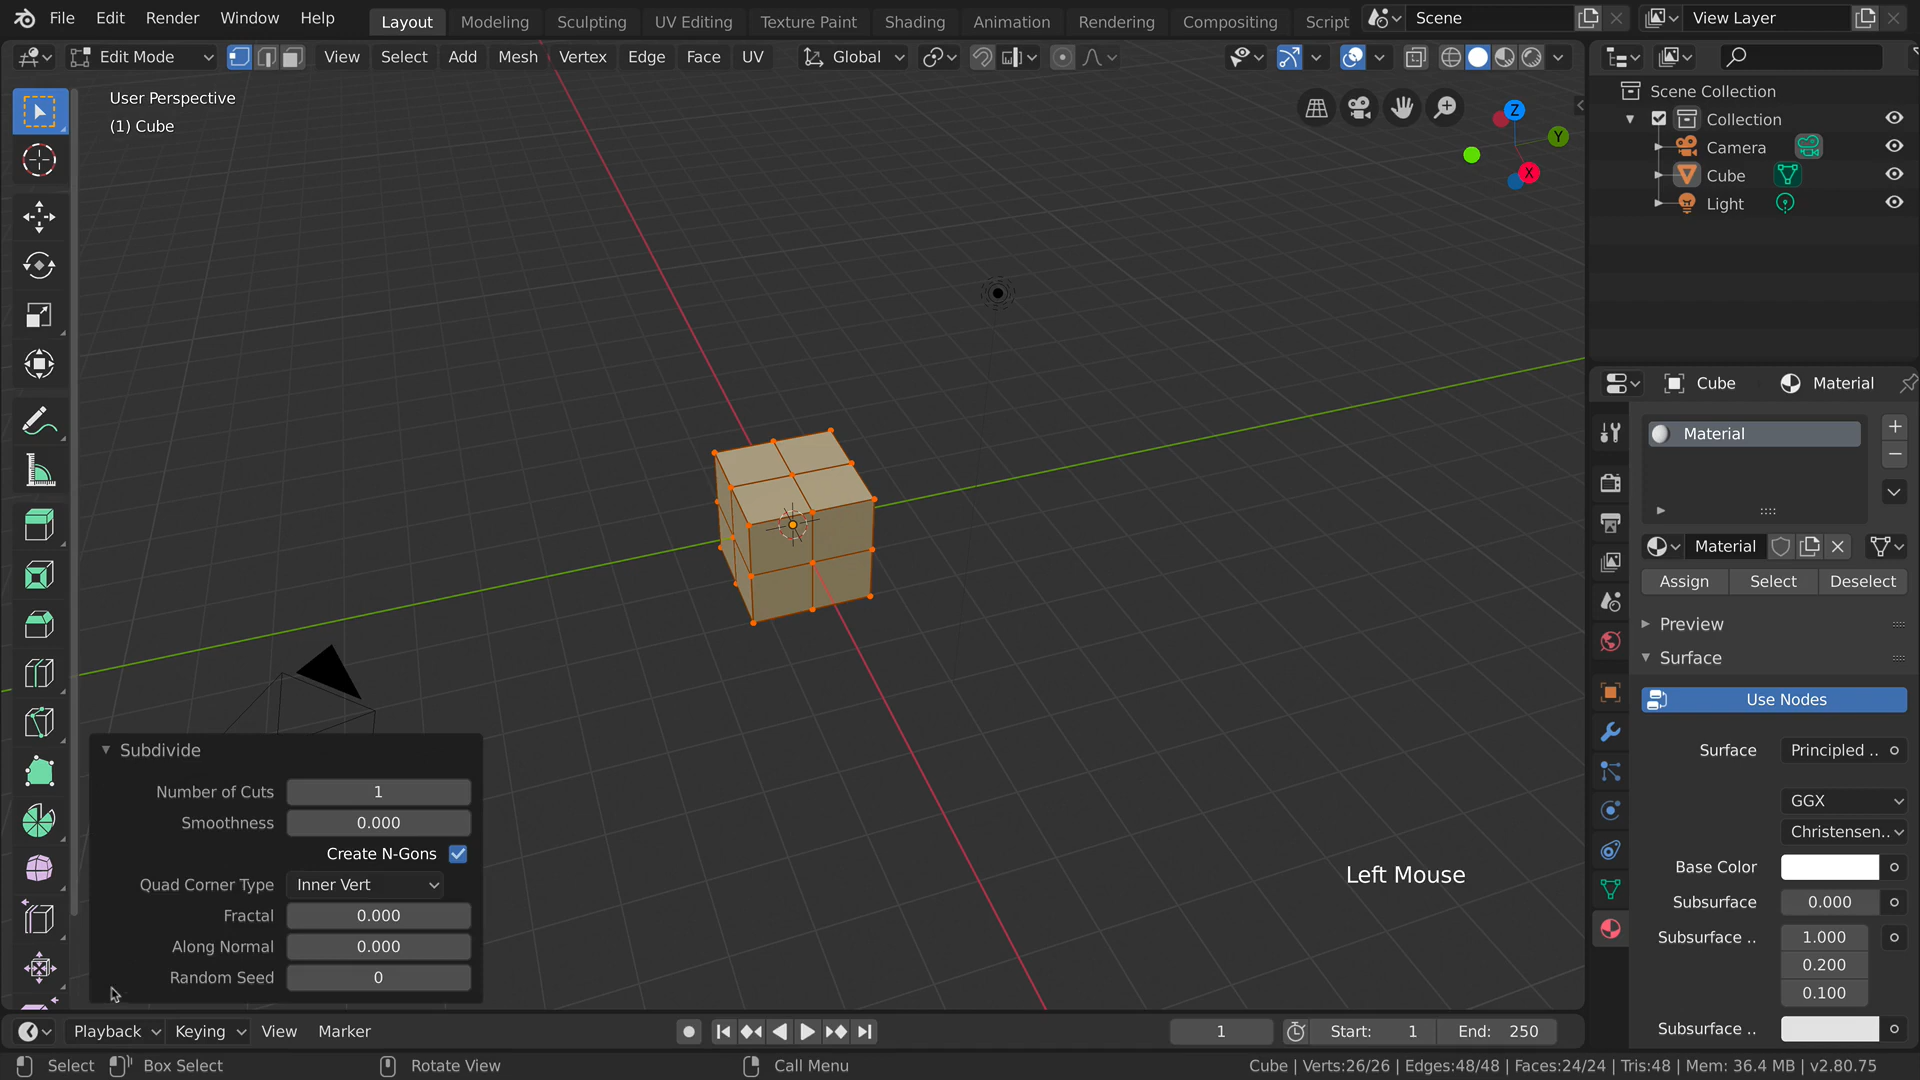 File Edit Render Window Help Layout Modeling Sculpting UV Editing Texture Paint Shading Animation Rendering Compositing Script Scene View Layer
Edit Mode View Select Add Mesh Vertex Edge Face UV Global
User Perspective
(1) Cube
Z
Y
X
Scene Collection
Collection
Camera
Cube
Light
Cube Material
Material
Material
Assign Select Deselect
Preview
Surface
Use Nodes
Surface Principled ..
GGX
Christensen..
Base Color
Subsurface 0.000
Subsurface .. 1.000
0.200
0.100
Subsurface ..
Subdivide
Number of Cuts 1
Smoothness 0.000
Create N-Gons
Quad Corner Type Inner Vert
Fractal 0.000
Along Normal 0.000
Random Seed 0
Left Mouse
Playback Keying View Marker 1 Start: 1 End: 250
Select Box Select Rotate View Call Menu Cube | Verts:26/26 | Edges:48/48 | Faces:24/24 | Tris:48 | Mem: 36.4 MB | v2.80.75